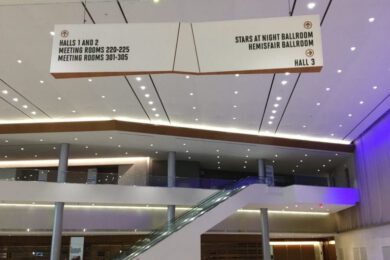 HALLS 1 AND 2
MEETING ROOMS 220-225
MEETING ROOMS 301-305
STARS AT NIGHT BALLROOM
HEMISFAIR BALLROOM
HALL 3